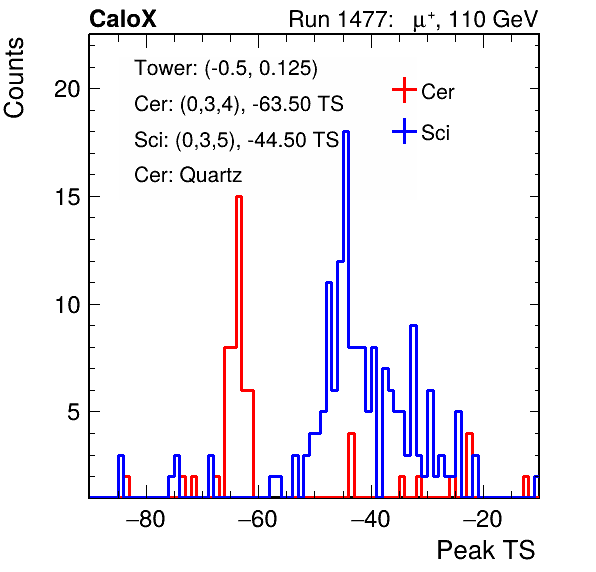 CaloX Run 1477: μ⁺, 110 GeV
Counts
Tower: (-0.5, 0.125)
Cer: (0,3,4), -63.50 TS
Sci: (0,3,5), -44.50 TS
Cer: Quartz
Cer
Sci
20
15
10
5
−80 −60 −40 −20
Peak TS